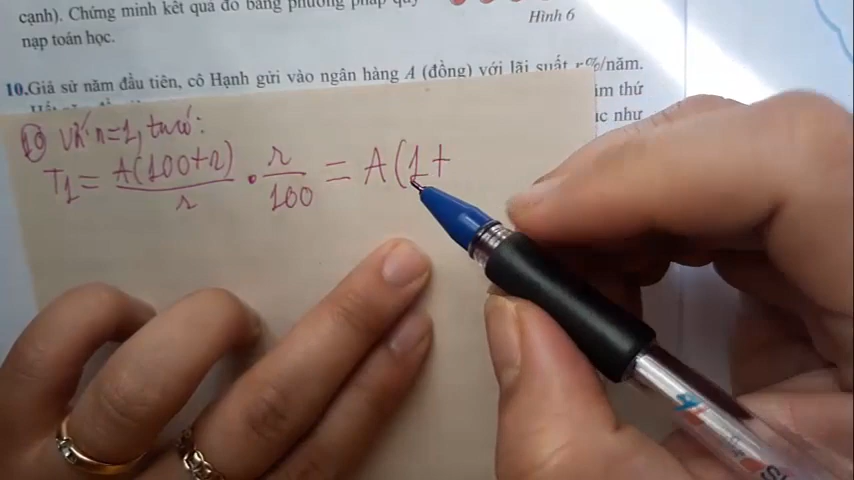 cạnh). Chứng minh kết quả đó bằng phương pháp quy
nạp toán học.
Hình 6
10.Giả sử năm đầu tiên, cô Hạnh gửi vào ngân hàng A (đồng) với lãi suất r%/năm.
ăm thứ
ức như
10 Với n=1, ta có:
T1 = A(100+r)/r . r/100 = A(1+